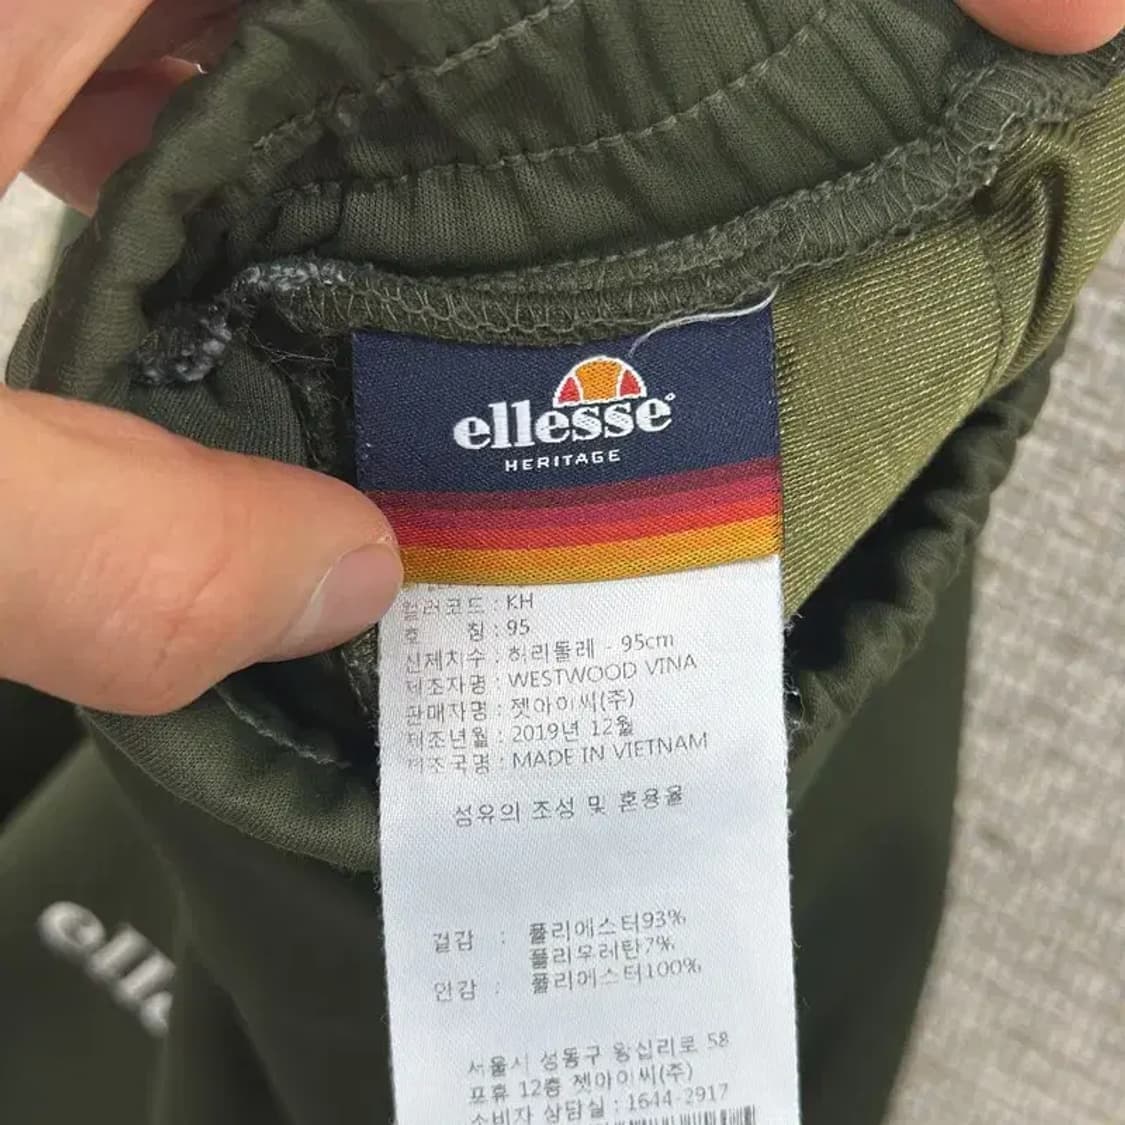 ellesse
HERITAGE
컬러코드 : KH
호 칭 : 95
신체치수 : 허리둘레 - 95cm
제조자명 : WESTWOOD VINA
판매자명 : 젯아이씨(주)
제조년월 : 2019년 12월
제조국명 : MADE IN VIETNAM
섬유의 조성 및 혼용율
겉감 : 폴리에스터93%
폴리우레탄7%
안감 : 폴리에스터100%
서울시 성동구 왕십리로 58
포휴 12층 젯아이씨(주)
소비자 상담실 : 1644-2917
elle